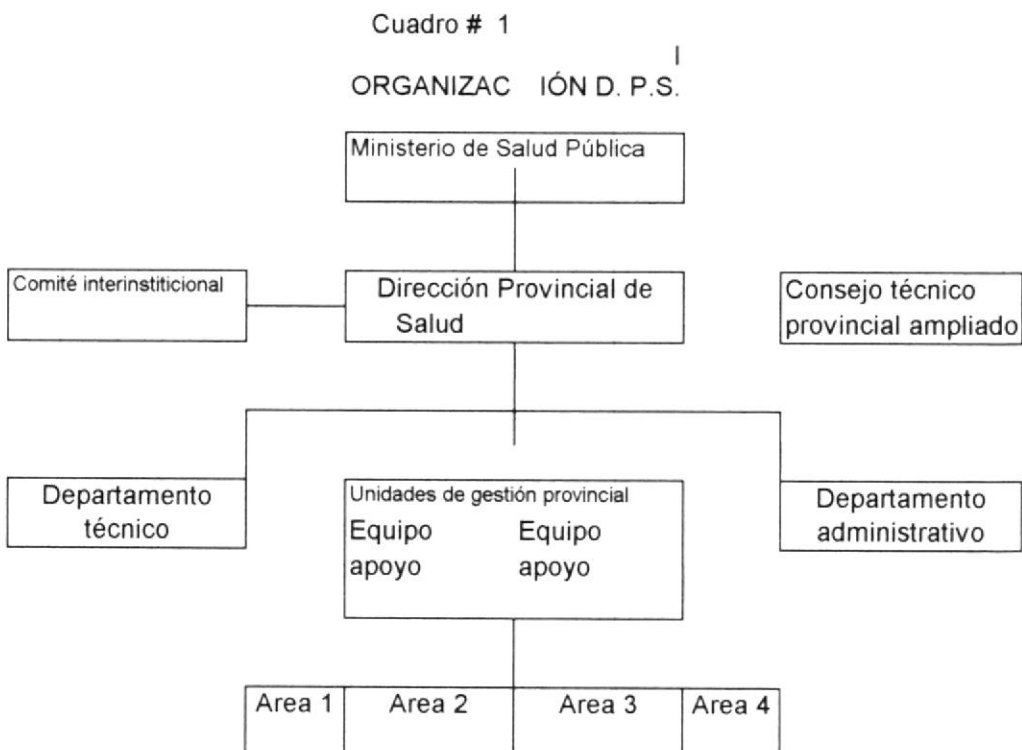 Cuadro # 1
ORGANIZAC IÓN D. P.S.
Ministerio de Salud Pública
Comité interinstiticional
Dirección Provincial de
Salud
Consejo técnico
provincial ampliado
Departamento
técnico
Unidades de gestión provincial
Equipo Equipo
apoyo apoyo
Departamento
administrativo
Area 1 Area 2 Area 3 Area 4